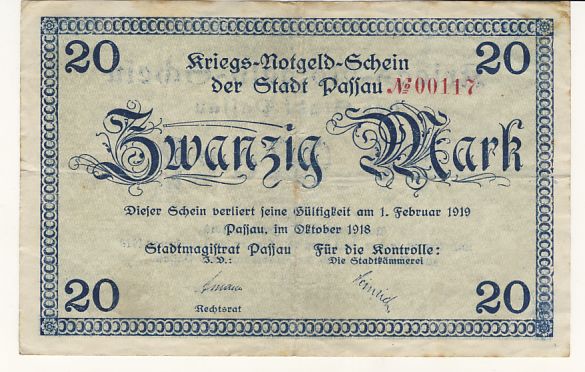 20 20
Kriegs-Notgeld-Schein
der Stadt Passau № 00117
Zwanzig Mark
Dieser Schein verliert seine Gültigkeit am 1. Februar 1919
Passau, im Oktober 1918
Stadtmagistrat Passau Für die Kontrolle:
J. V.: Die Stadtkämmerei
Rechtsrat
20 20